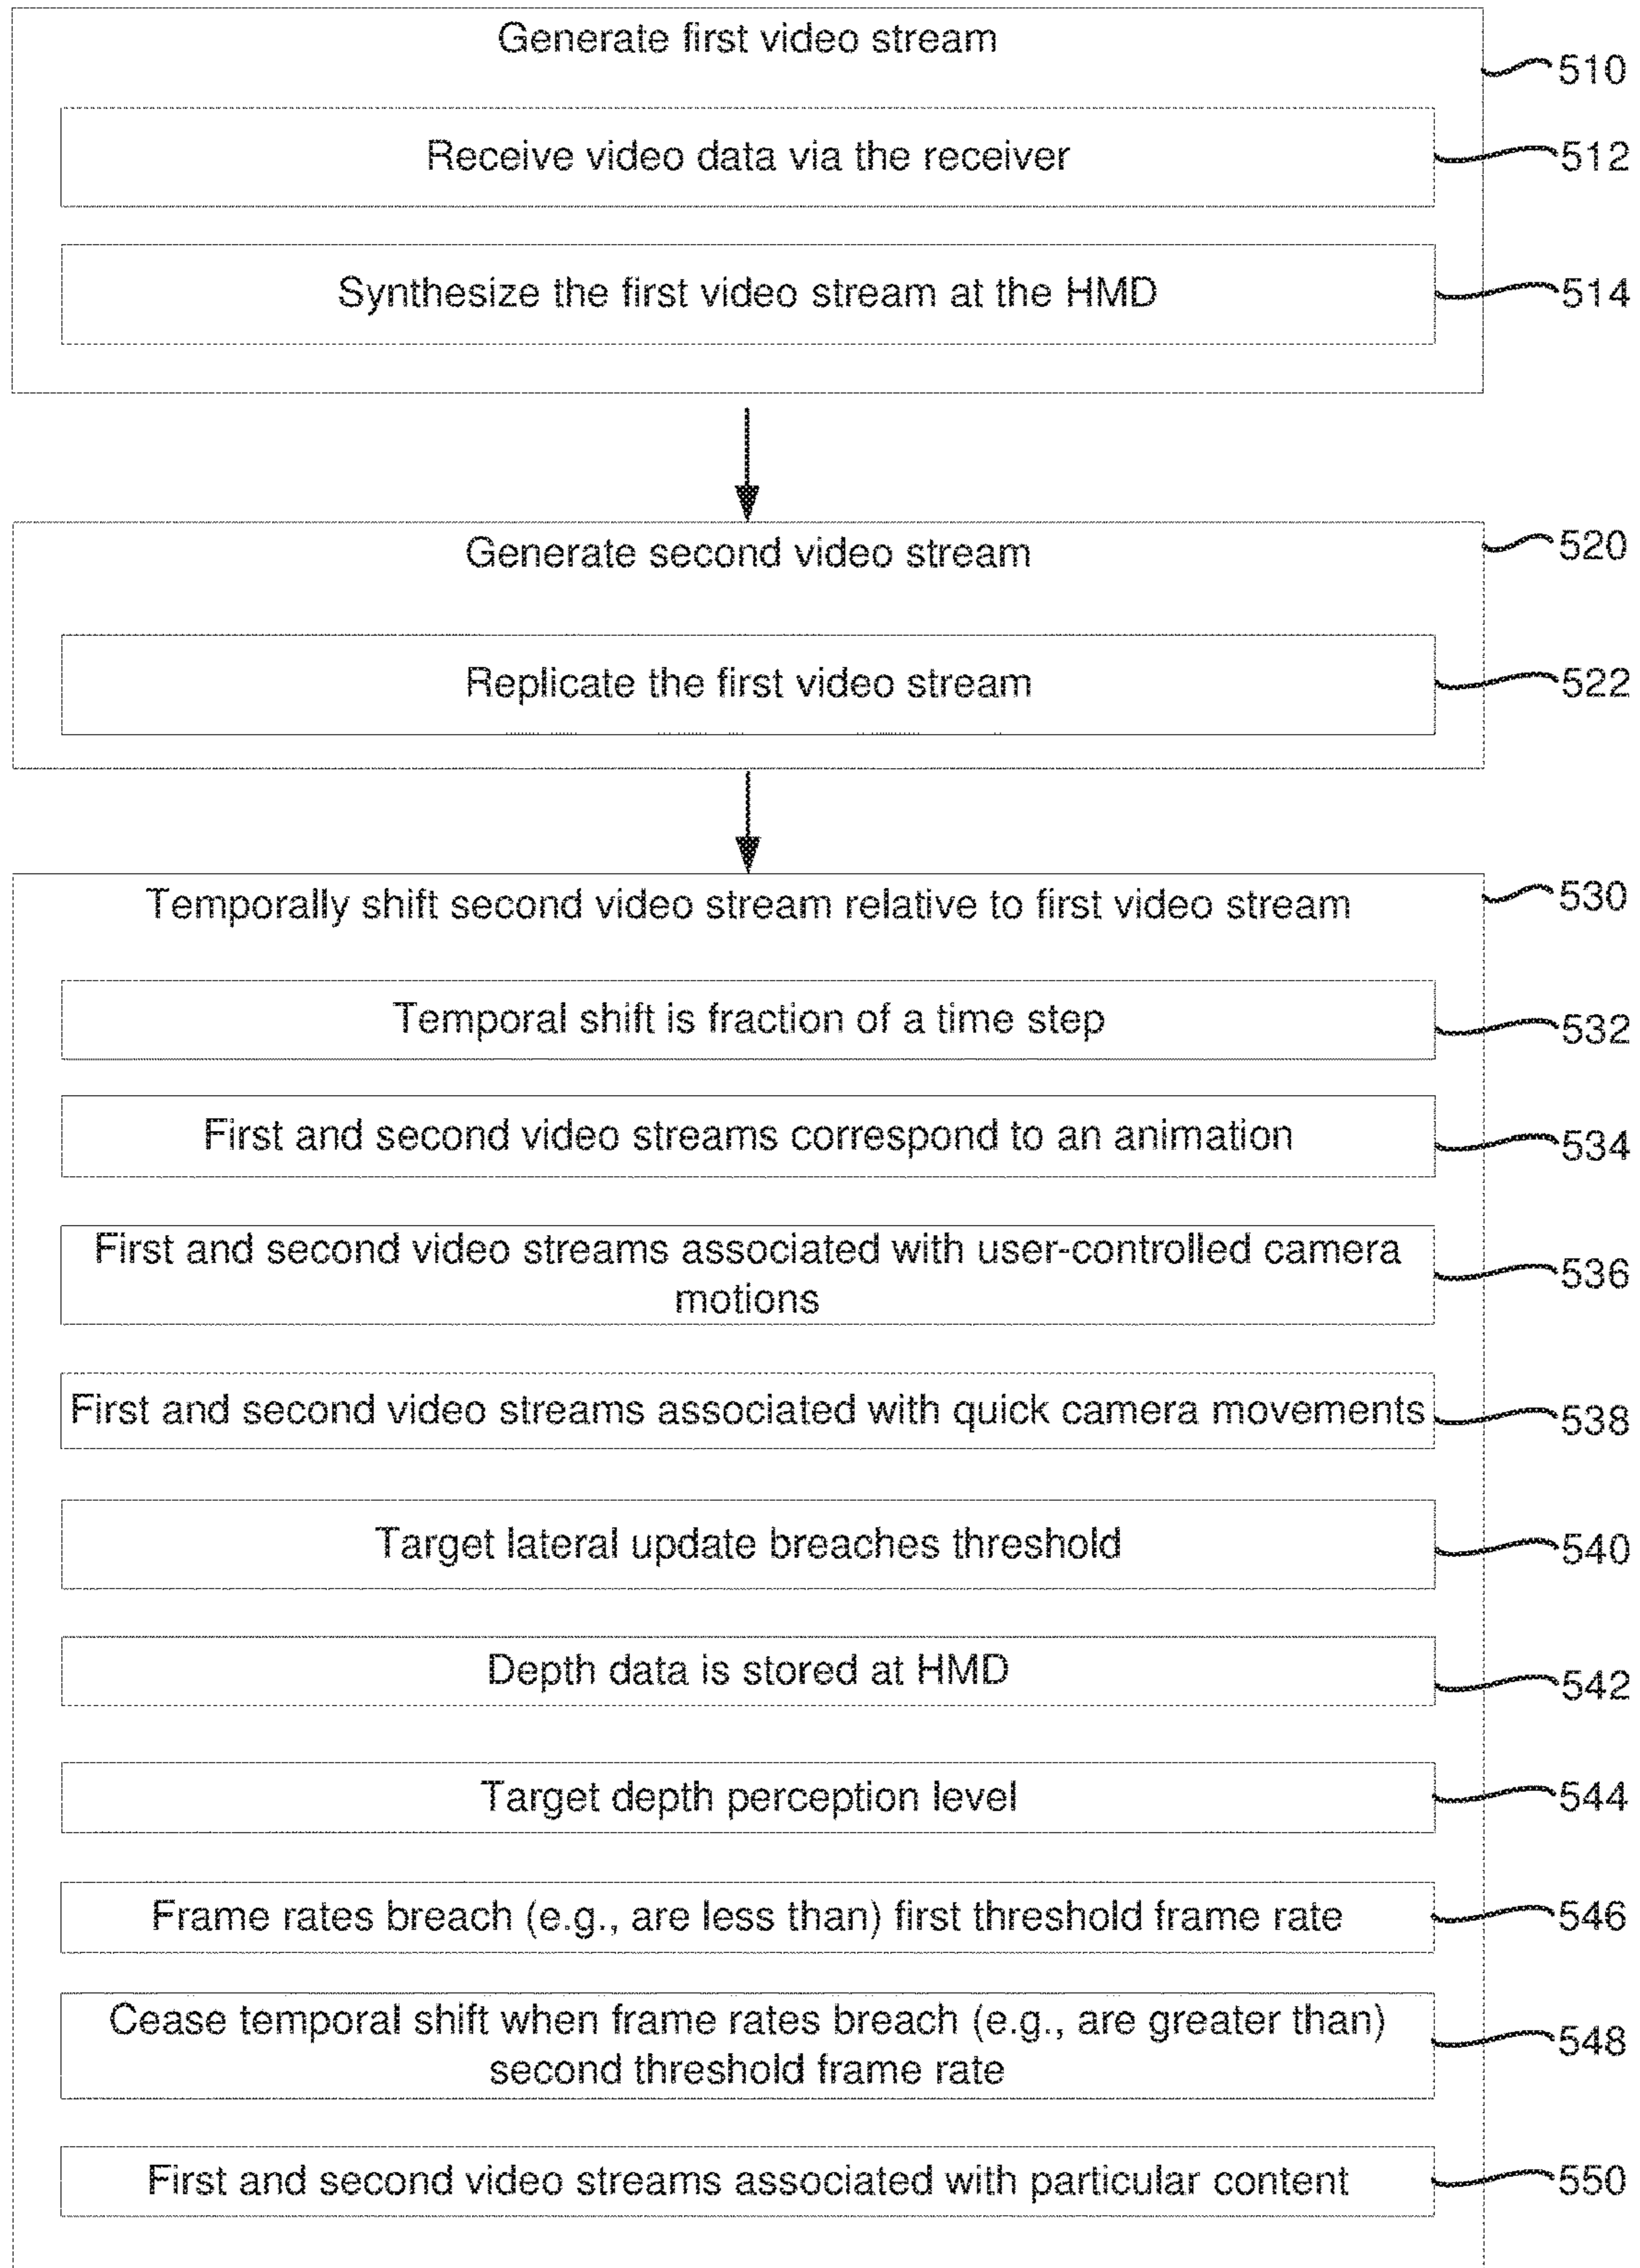 Generate first video stream
510
Receive video data via the receiver
512
Synthesize the first video stream at the HMD
514
Generate second video stream
520
Replicate the first video stream
522
Temporally shift second video stream relative to first video stream
530
Temporal shift is fraction of a time step
532
First and second video streams correspond to an animation
534
First and second video streams associated with user-controlled camera
motions
536
First and second video streams associated with quick camera movements
538
Target lateral update breaches threshold
540
Depth data is stored at HMD
542
Target depth perception level
544
Frame rates breach (e.g., are less than) first threshold frame rate
546
Cease temporal shift when frame rates breach (e.g., are greater than)
second threshold frame rate
548
First and second video streams associated with particular content
550